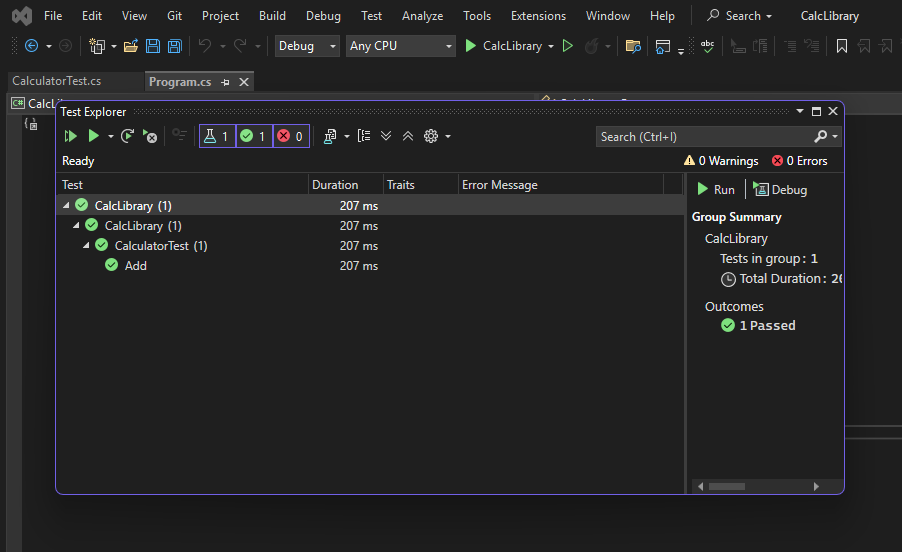 File Edit View Git Project Build Debug Test Analyze Tools Extensions Window Help Search CalcLibrary
Debug Any CPU CalcLibrary
CalculatorTest.cs Program.cs
C# CalcLi
Test Explorer
1 1 0 Search (Ctrl+I)
Ready 0 Warnings 0 Errors
Test Duration Traits Error Message Run Debug
CalcLibrary (1) 207 ms
CalcLibrary (1) 207 ms
CalculatorTest (1) 207 ms
Add 207 ms
Group Summary
CalcLibrary
Tests in group: 1
Total Duration: 20
Outcomes
1 Passed